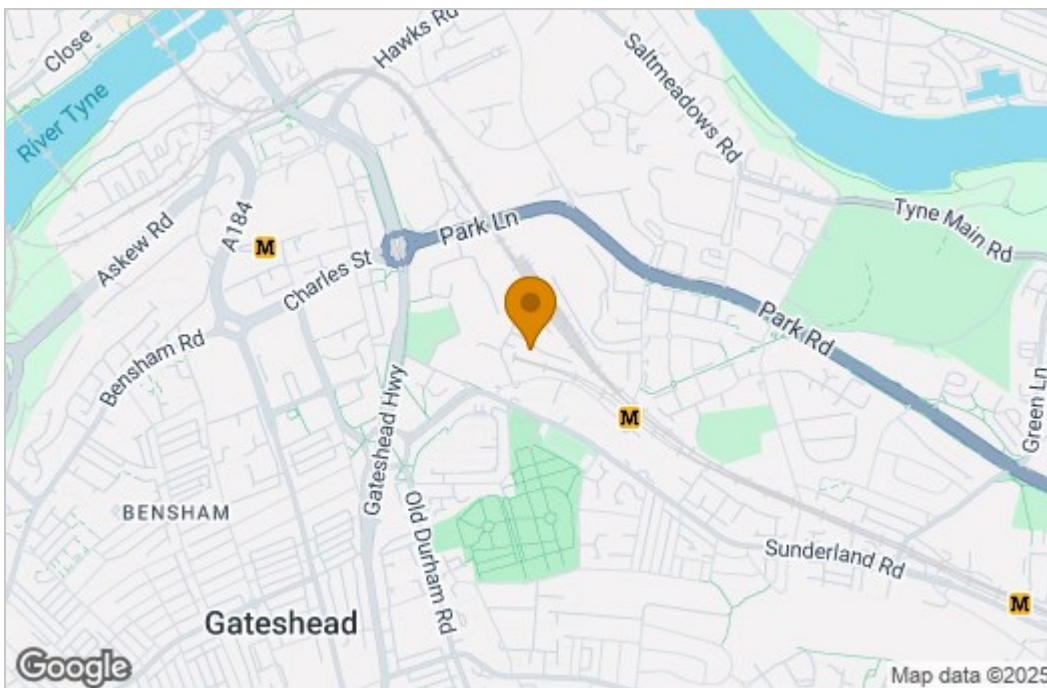 Close
Hawks Rd
Saltmeadows Rd
River Tyne
Tyne Main Rd
Askew Rd
A184
M
Park Ln
Charles St
Park Rd
Bensham Rd
Green Ln
Gateshead Hwy
M
BENSHAM
Old Durham Rd
Sunderland Rd
M
Gateshead
Google
Map data ©2025